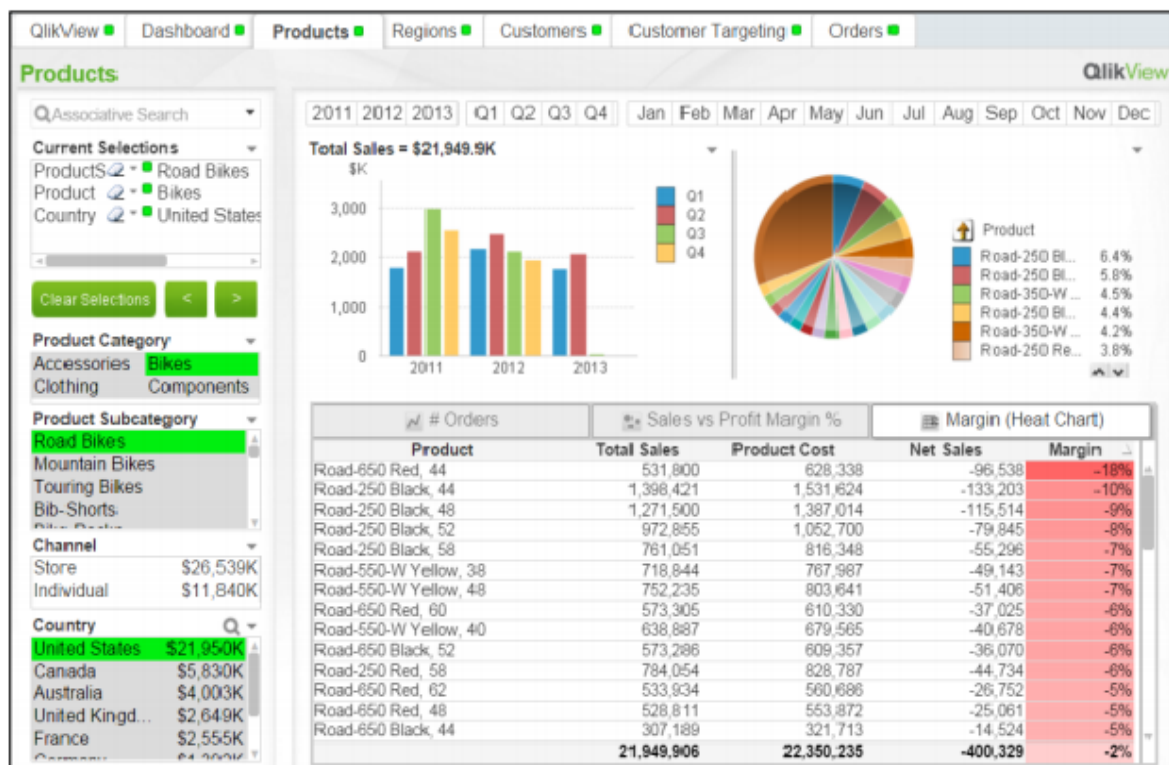 QlikView Dashboard Products Regions Customers Customer Targeting Orders
Products
QlikView
Associative Search
Current Selections
ProductS Road Bikes
Product Bikes
Country United States
Clear Selections < >
Product Category
Accessories Bikes
Clothing Components
Product Subcategory
Road Bikes
Mountain Bikes
Touring Bikes
Bib-Shorts
Bike Racks
Channel
Store $26,539K
Individual $11,840K
Country
United States $21,950K
Canada $5,830K
Australia $4,003K
United Kingd... $2,649K
France $2,555K
Germany
2011 2012 2013 Q1 Q2 Q3 Q4 Jan Feb Mar Apr May Jun Jul Aug Sep Oct Nov Dec
Total Sales = $21,949.9K
$K
3,000
2,000
1,000
0
2011 2012 2013
Q1
Q2
Q3
Q4
Product
Road-250 Bl... 6.4%
Road-250 Bl... 5.8%
Road-350-W ... 4.5%
Road-250 Bl... 4.4%
Road-350-W ... 4.2%
Road-250 Re... 3.8%
# Orders Sales vs Profit Margin % Margin (Heat Chart)
Product Total Sales Product Cost Net Sales Margin
Road-650 Red, 44 531,800 628,338 -96,538 -18%
Road-250 Black, 44 1,398,421 1,531,624 -133,203 -10%
Road-250 Black, 48 1,271,500 1,387,014 -115,514 -9%
Road-250 Black, 52 972,855 1,052,700 -79,845 -8%
Road-250 Black, 58 761,051 816,348 -55,296 -7%
Road-550-W Yellow, 38 718,844 767,987 -49,143 -7%
Road-550-W Yellow, 48 752,235 803,641 -51,406 -7%
Road-650 Red, 60 573,305 610,330 -37,025 -6%
Road-550-W Yellow, 40 638,887 679,565 -40,678 -6%
Road-650 Black, 52 573,286 609,357 -36,070 -6%
Road-250 Red, 58 784,054 828,787 -44,734 -6%
Road-650 Red, 62 533,934 560,686 -26,752 -5%
Road-650 Red, 48 528,811 553,872 -25,061 -5%
Road-650 Black, 44 307,189 321,713 -14,524 -5%
21,949,906 22,350,235 -400,329 -2%